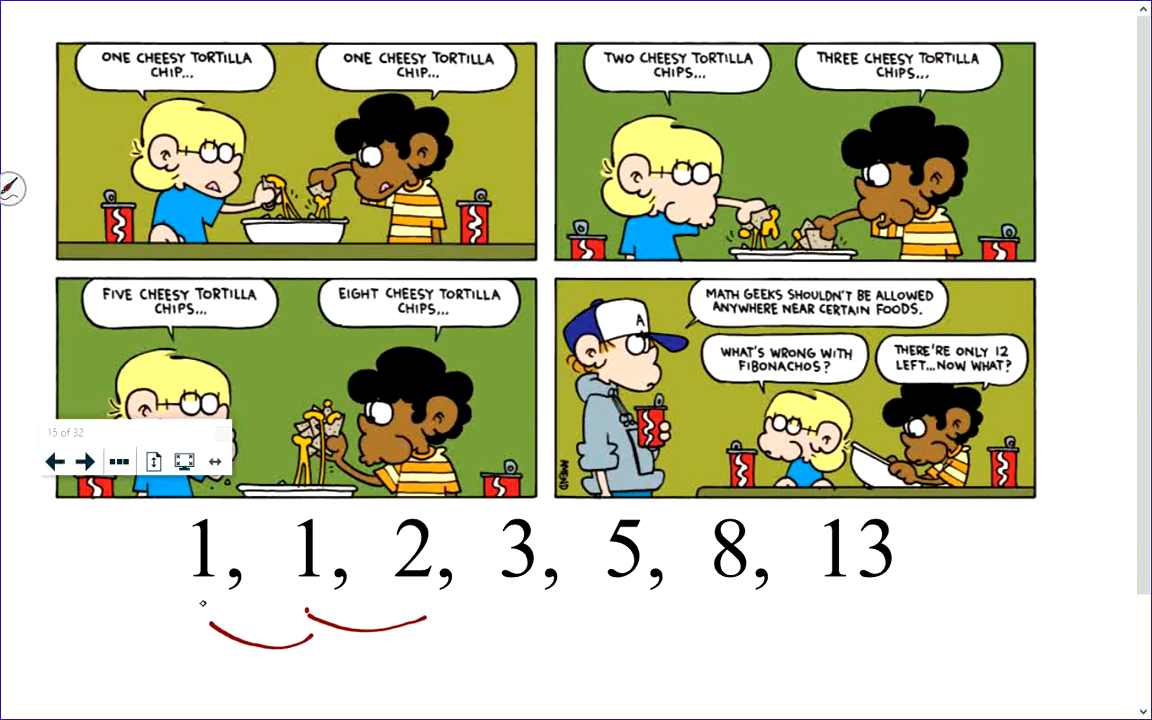 ONE CHEESY TORTILLA
CHIP...
ONE CHEESY TORTILLA
CHIP...
TWO CHEESY TORTILLA
CHIPS...
THREE CHEESY TORTILLA
CHIPS...
FIVE CHEESY TORTILLA
CHIPS...
EIGHT CHEESY TORTILLA
CHIPS...
MATH GEEKS SHOULDN'T BE ALLOWED
ANYWHERE NEAR CERTAIN FOODS.
WHAT'S WRONG WITH
FIBONACHOS?
THERE'RE ONLY 12
LEFT...NOW WHAT?
A
AMEND
15 of 32
1, 1, 2, 3, 5, 8, 13